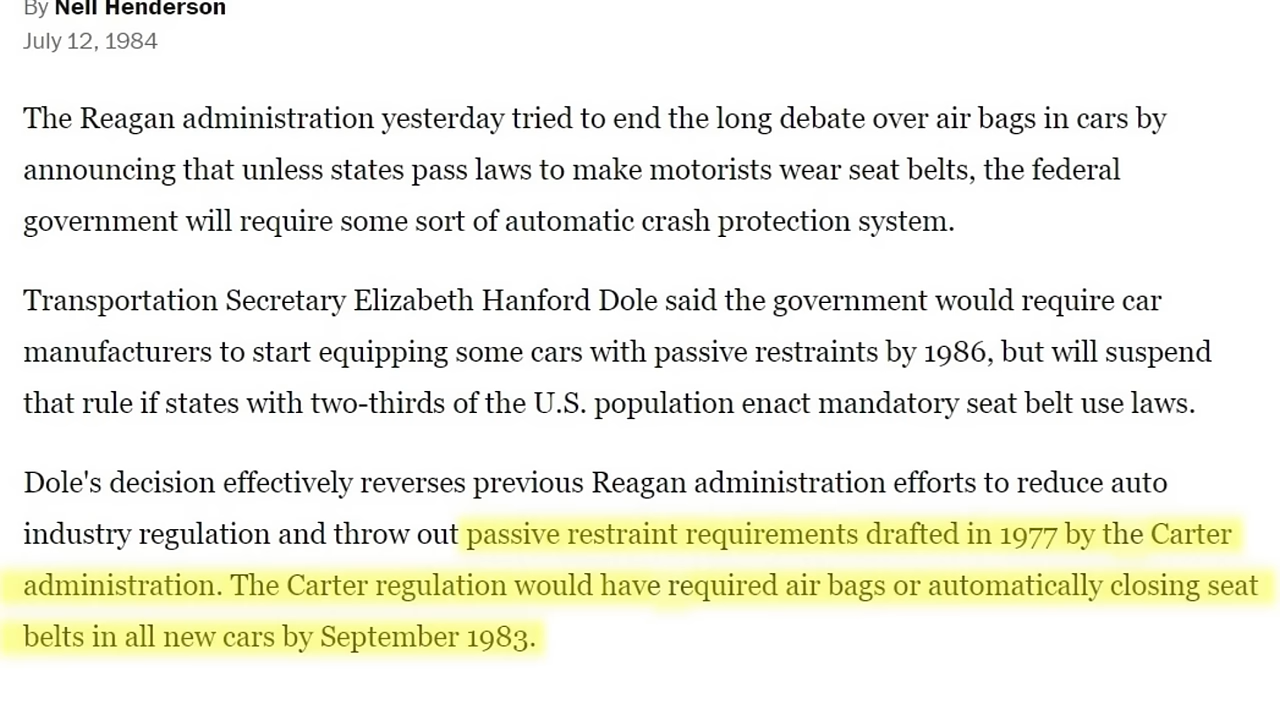 By Nell Henderson
July 12, 1984
The Reagan administration yesterday tried to end the long debate over air bags in cars by
announcing that unless states pass laws to make motorists wear seat belts, the federal
government will require some sort of automatic crash protection system.
Transportation Secretary Elizabeth Hanford Dole said the government would require car
manufacturers to start equipping some cars with passive restraints by 1986, but will suspend
that rule if states with two-thirds of the U.S. population enact mandatory seat belt use laws.
Dole's decision effectively reverses previous Reagan administration efforts to reduce auto
industry regulation and throw out passive restraint requirements drafted in 1977 by the Carter
administration. The Carter regulation would have required air bags or automatically closing seat
belts in all new cars by September 1983.